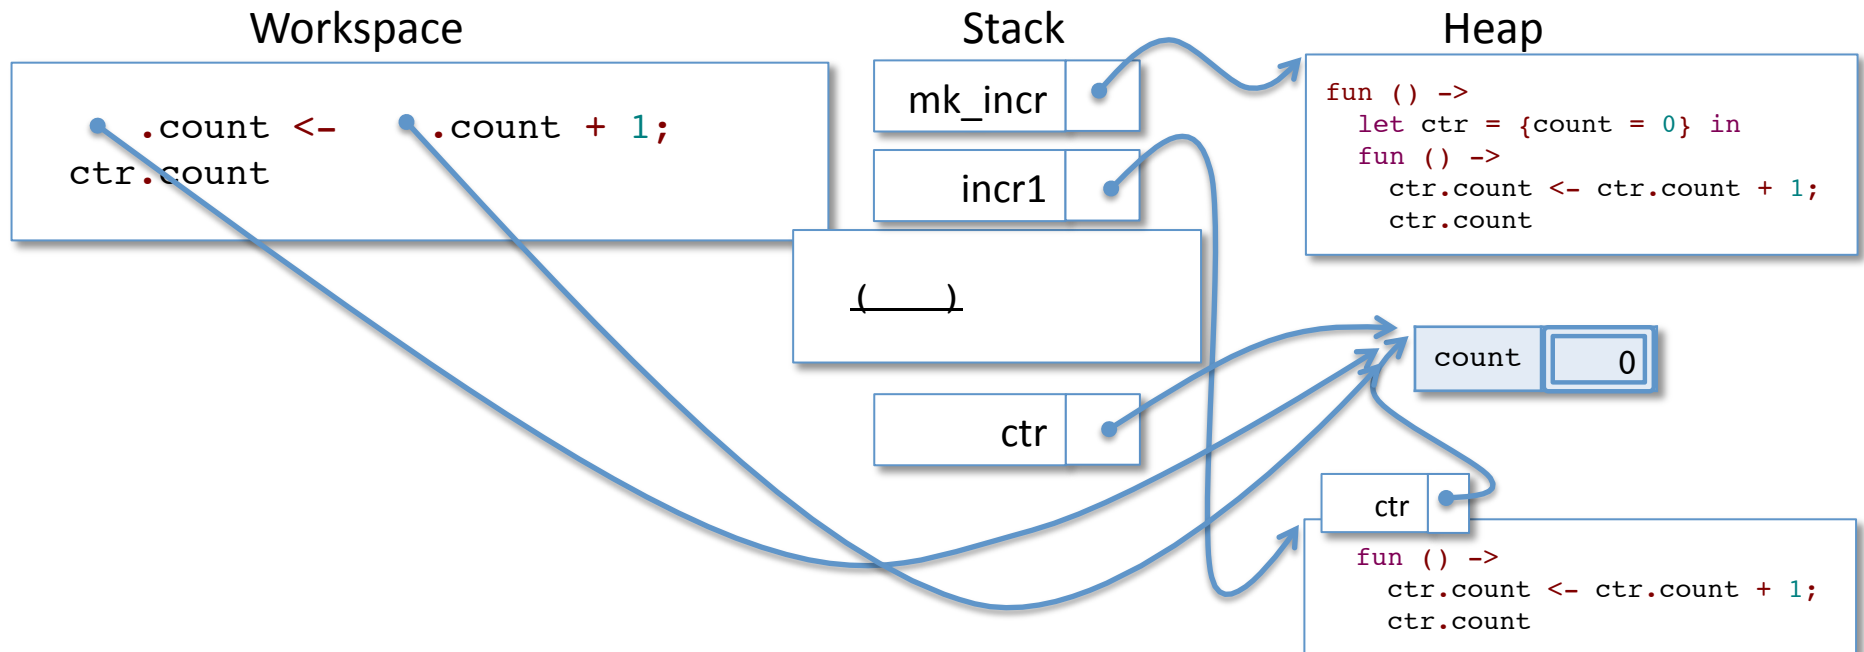 Workspace
.count <- .count + 1;
ctr.count
Stack
mk_incr
incr1
(____)
ctr
Heap
fun () ->
let ctr = {count = 0} in
fun () ->
ctr.count <- ctr.count + 1;
ctr.count
count 0
ctr
fun () ->
ctr.count <- ctr.count + 1;
ctr.count